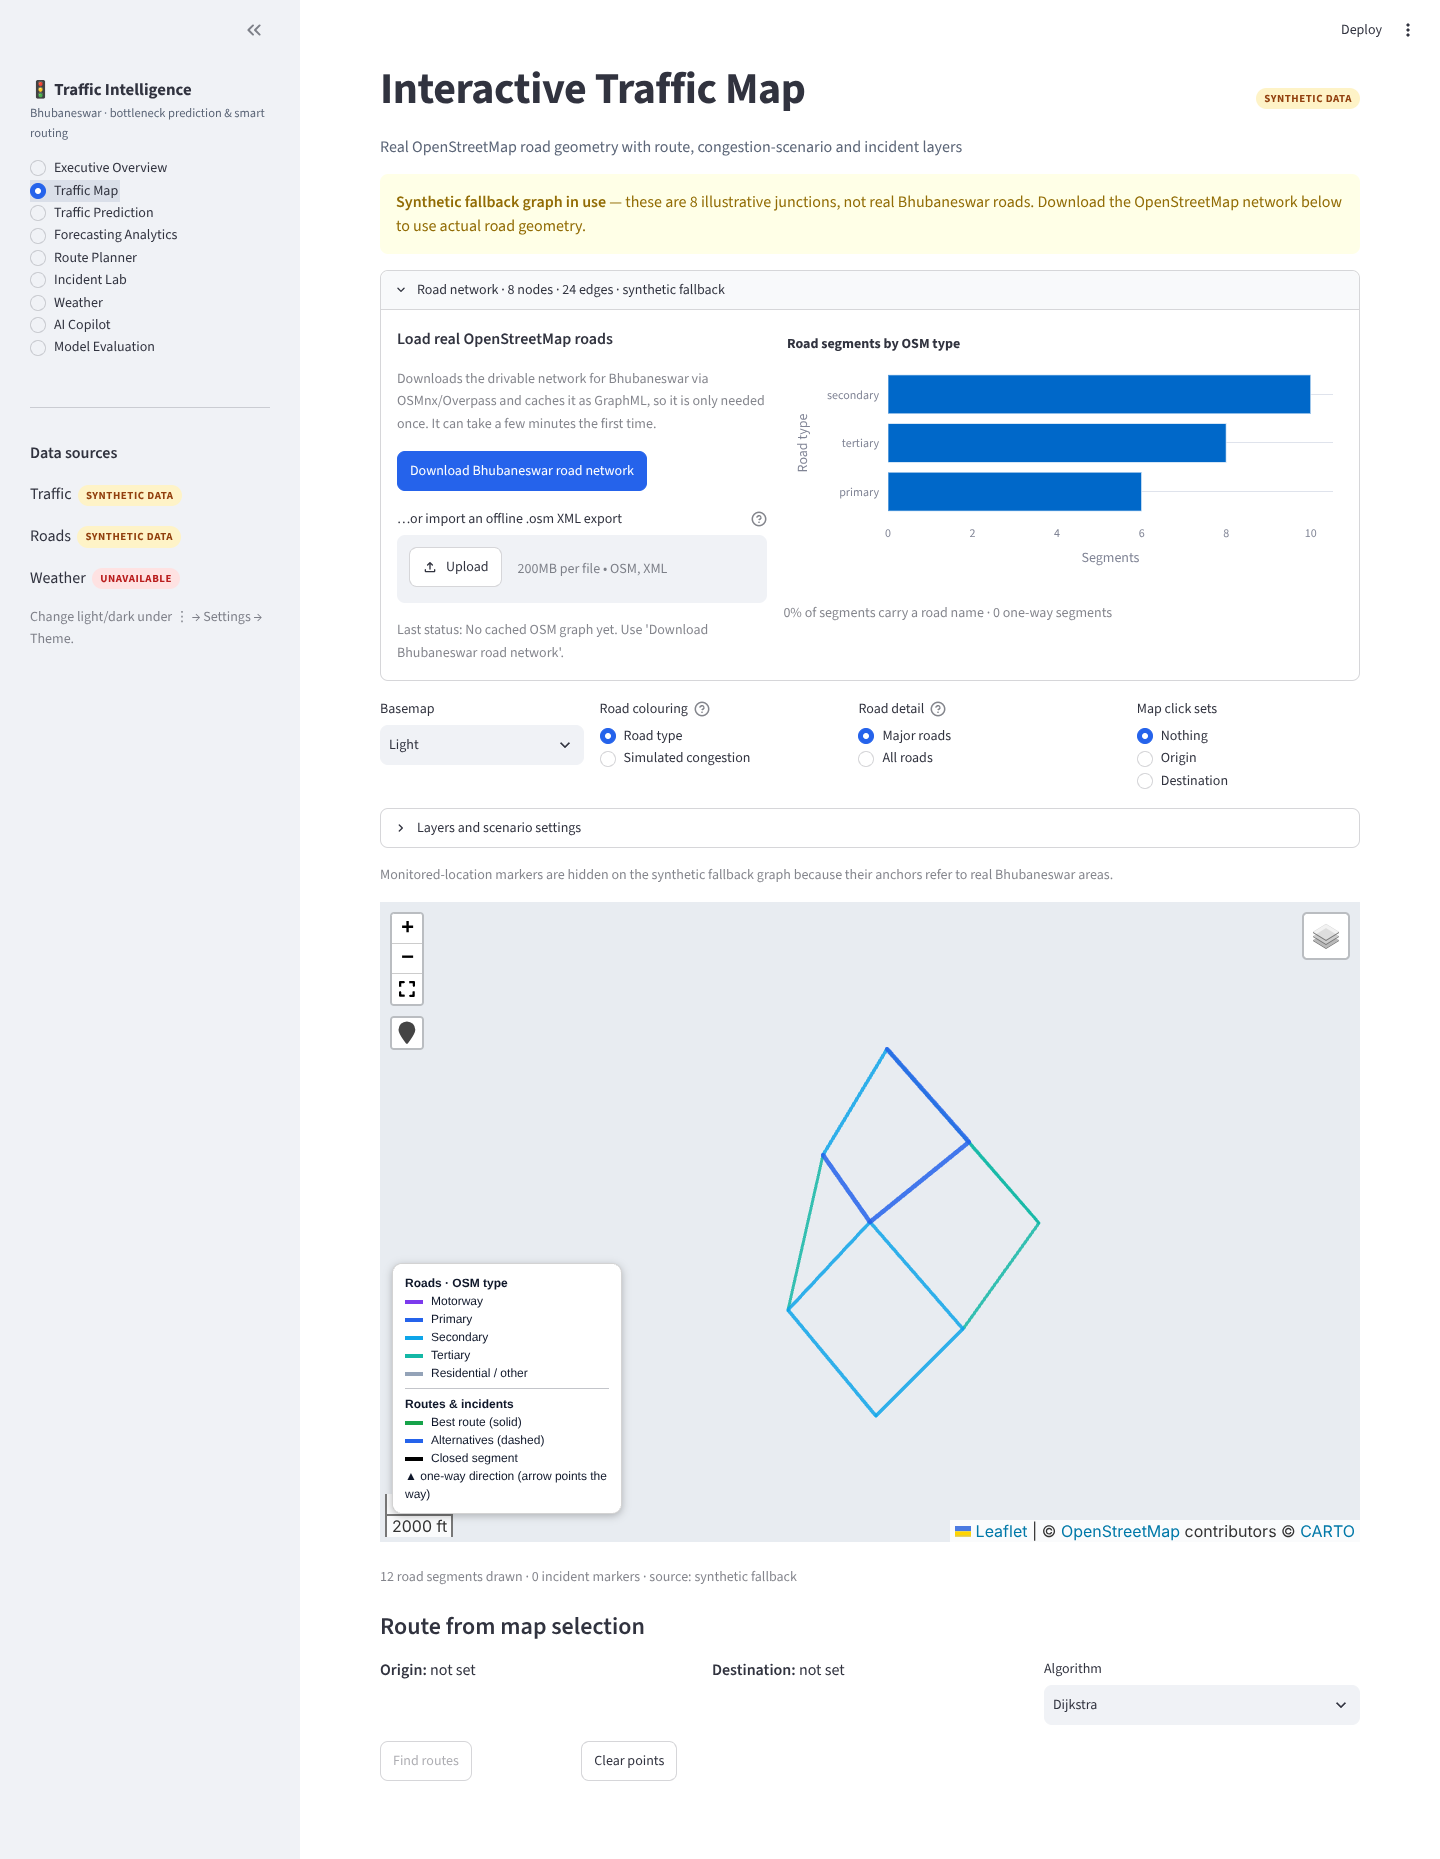 Deploy
🚦 Traffic Intelligence
Bhubaneswar · bottleneck prediction & smart
routing
Executive Overview
Traffic Map
Traffic Prediction
Forecasting Analytics
Route Planner
Incident Lab
Weather
AI Copilot
Model Evaluation
Data sources
Traffic SYNTHETIC DATA
Roads SYNTHETIC DATA
Weather UNAVAILABLE
Change light/dark under ⋮ → Settings →
Theme.
Interactive Traffic Map
SYNTHETIC DATA
Real OpenStreetMap road geometry with route, congestion-scenario and incident layers
Synthetic fallback graph in use — these are 8 illustrative junctions, not real Bhubaneswar roads. Download the OpenStreetMap network below
to use actual road geometry.
Road network · 8 nodes · 24 edges · synthetic fallback
Load real OpenStreetMap roads
Downloads the drivable network for Bhubaneswar via
OSMnx/Overpass and caches it as GraphML, so it is only needed
once. It can take a few minutes the first time.
Download Bhubaneswar road network
…or import an offline .osm XML export
Upload
200MB per file • OSM, XML
Last status: No cached OSM graph yet. Use 'Download
Bhubaneswar road network'.
Road segments by OSM type
Road type
secondary
tertiary
primary
0 2 4 6 8 10
Segments
0% of segments carry a road name · 0 one-way segments
Basemap
Light
Road colouring
Road type
Simulated congestion
Road detail
Major roads
All roads
Map click sets
Nothing
Origin
Destination
Layers and scenario settings
Monitored-location markers are hidden on the synthetic fallback graph because their anchors refer to real Bhubaneswar areas.
+
−
Roads · OSM type
Motorway
Primary
Secondary
Tertiary
Residential / other
Routes & incidents
Best route (solid)
Alternatives (dashed)
Closed segment
▲ one-way direction (arrow points the
way)
2000 ft
Leaflet | © OpenStreetMap contributors © CARTO
12 road segments drawn · 0 incident markers · source: synthetic fallback
Route from map selection
Origin: not set
Destination: not set
Algorithm
Dijkstra
Find routes
Clear points